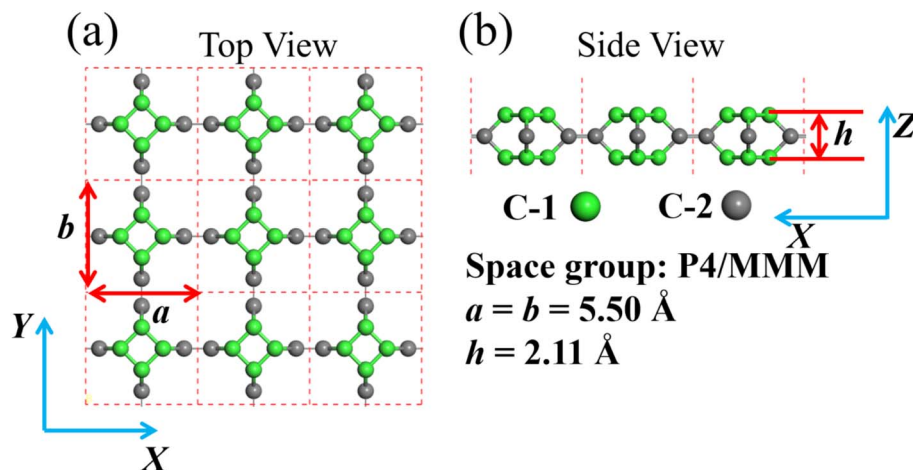 (a)
Top View
b
a
Y
X
(b)
Side View
h
Z
X
C-1
C-2
Space group: P4/MMM
a = b = 5.50 Å
h = 2.11 Å